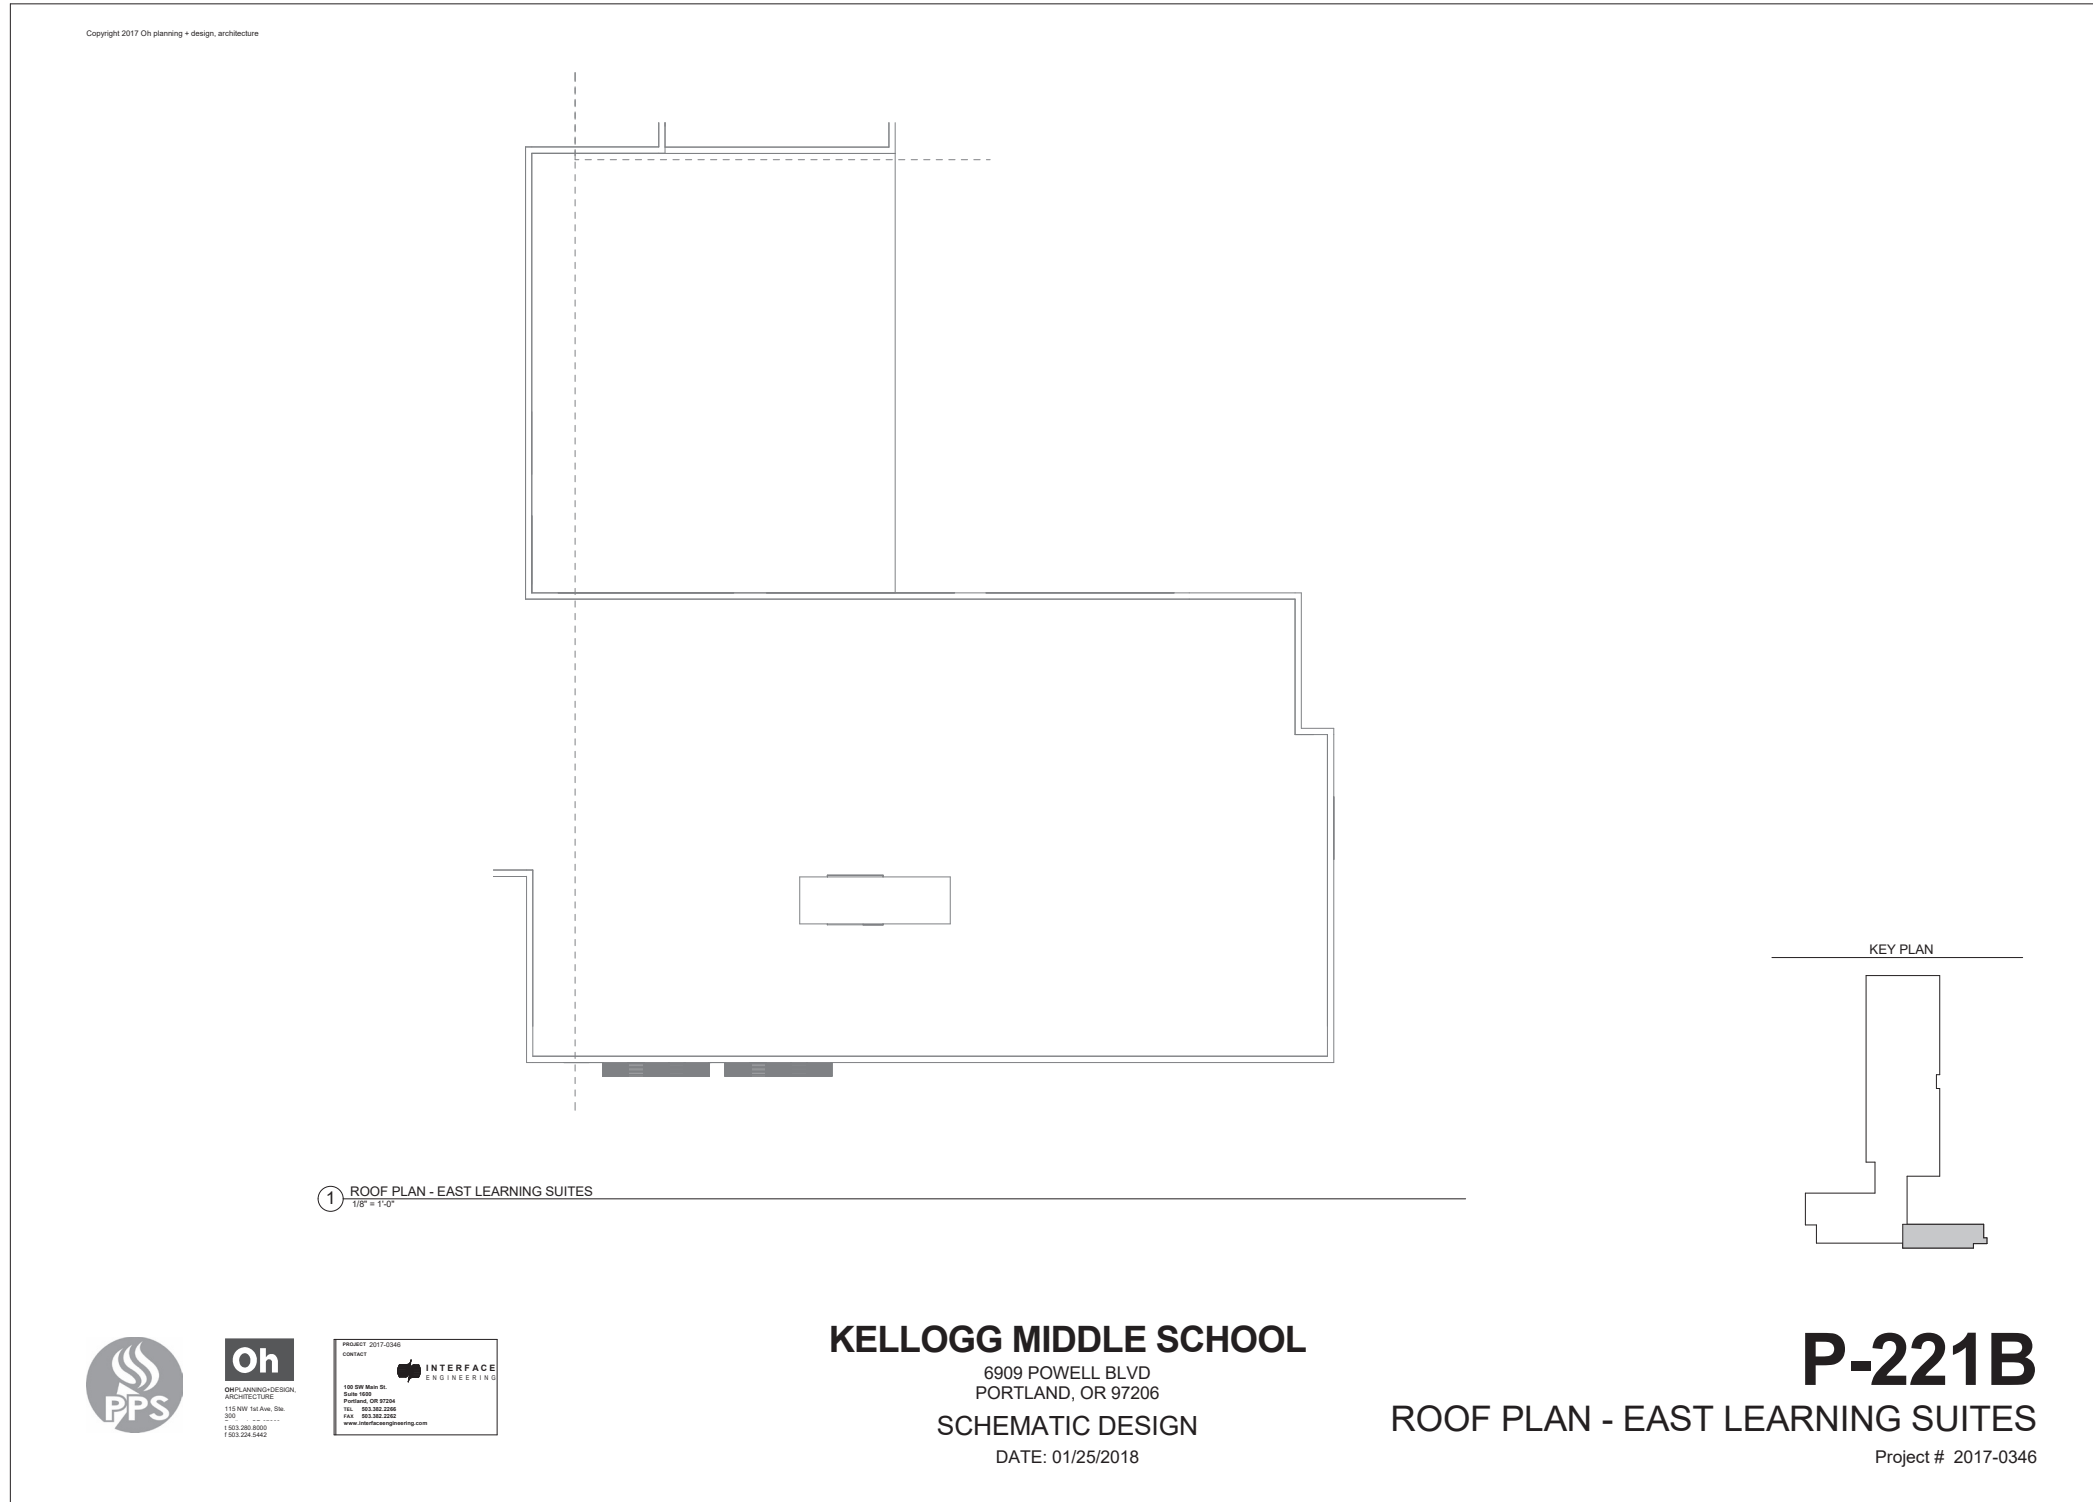 Copyright 2017 Oh planning + design, architecture
KEY PLAN
1
ROOF PLAN - EAST LEARNING SUITES
1/8" = 1'-0"
PPS
Oh
OHPLANNING+DESIGN,
ARCHITECTURE
115 NW 1st Ave, Ste.
300
t 503.280.8000
f 503.224.5442
PROJECT 2017-0346
CONTACT
INTERFACE
ENGINEERING
100 SW Main St.
Suite 1600
Portland, OR 97204
TEL 503.382.2266
FAX 503.382.2262
www.interfaceengineering.com
KELLOGG MIDDLE SCHOOL
6909 POWELL BLVD
PORTLAND, OR 97206
SCHEMATIC DESIGN
DATE: 01/25/2018
P-221B
ROOF PLAN - EAST LEARNING SUITES
Project # 2017-0346